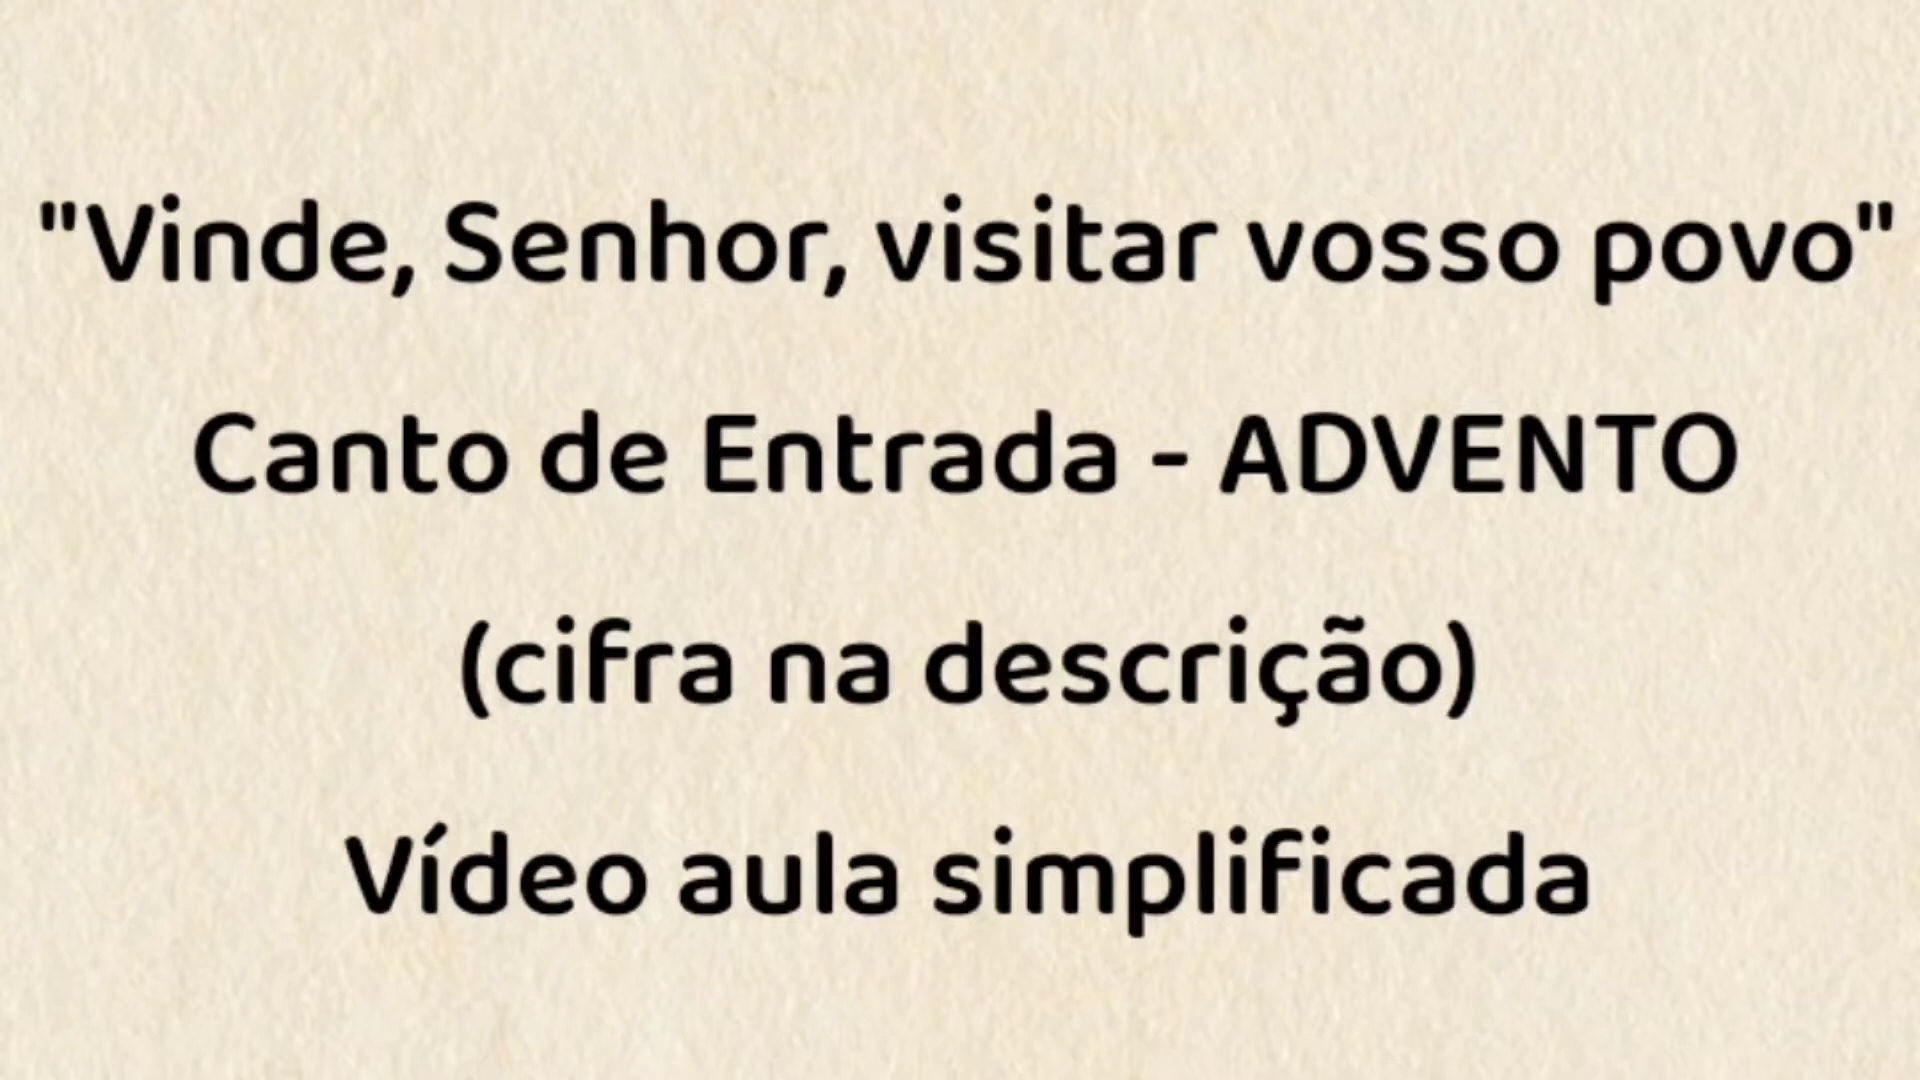 "Vinde, Senhor, visitar vosso povo"
Canto de Entrada - ADVENTO
(cifra na descrição)
Vídeo aula simplificada